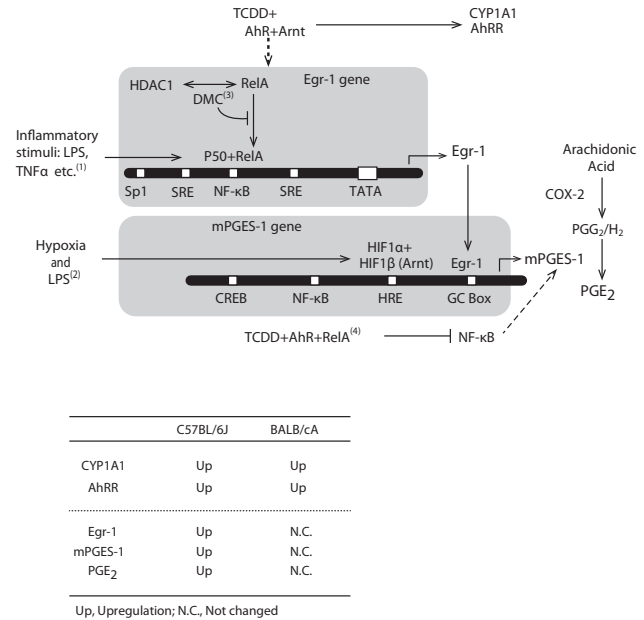 TCDD+
AhR+Arnt
CYP1A1
AhRR
Egr-1 gene
HDAC1
RelA
DMC(3)
Inflammatory
stimuli: LPS,
TNFα etc.(1)
P50+RelA
Sp1
SRE
NF-κB
SRE
TATA
Egr-1
Arachidonic
Acid
COX-2
PGG2/H2
PGE2
mPGES-1 gene
Hypoxia
and
LPS(2)
HIF1α+
HIF1β (Arnt)
Egr-1
mPGES-1
CREB
NF-κB
HRE
GC Box
TCDD+AhR+RelA(4)
NF-κB
C57BL/6J BALB/cA
CYP1A1 Up Up
AhRR Up Up
Egr-1 Up N.C.
mPGES-1 Up N.C.
PGE2 Up N.C.
Up, Upregulation; N.C., Not changed